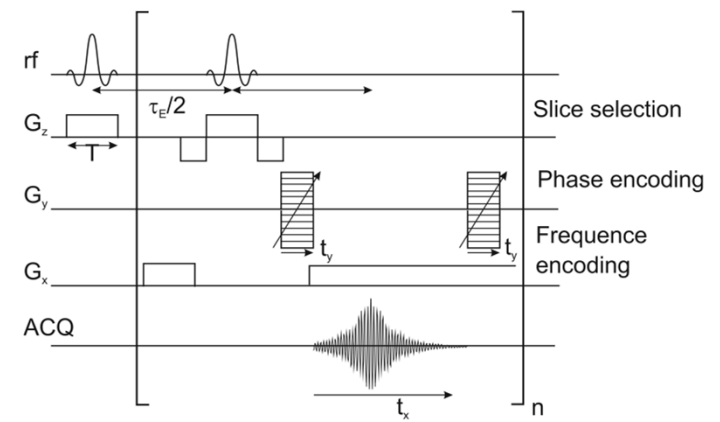 rf
τE/2
Gz
T
Slice selection
Gy
Phase encoding
ty
ty
Frequence
encoding
Gx
ACQ
tx
n